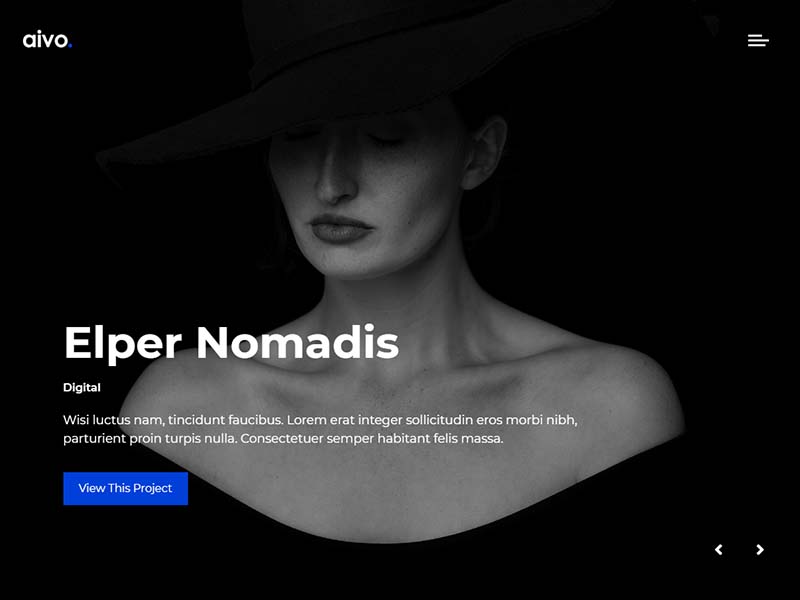 aivo.
Elper Nomadis
Digital
Wisi luctus nam, tincidunt faucibus. Lorem erat integer sollicitudin eros morbi nibh,
parturient proin turpis nulla. Consectetuer semper habitant felis massa.
View This Project